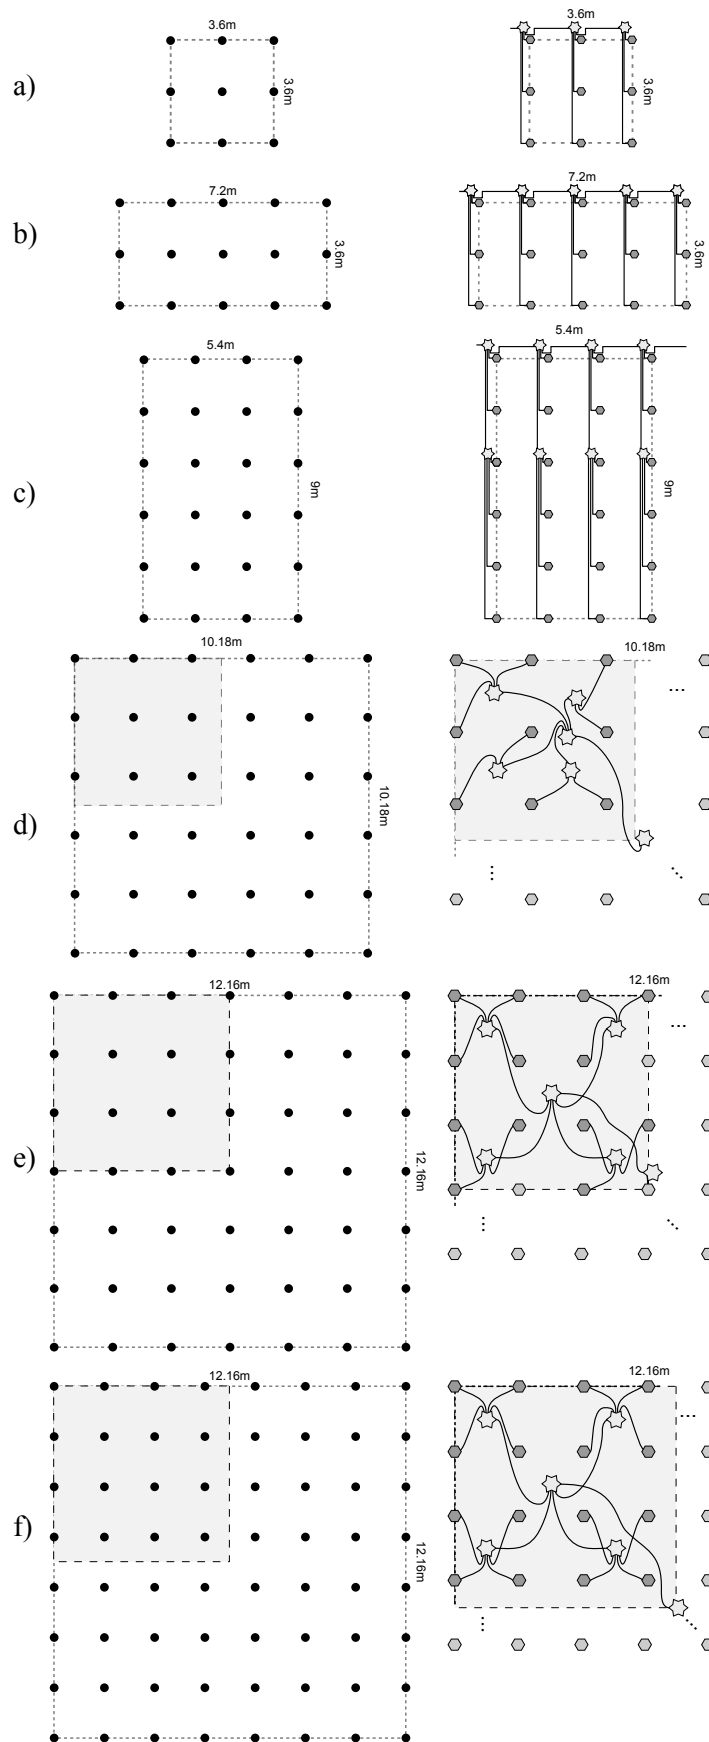 3.6m 3.6m
a) 3.6m 3.6m
7.2m 7.2m
b) 3.6m 3.6m
5.4m 5.4m
c) 9m 9m
10.18m 10.18m
...
d) 10.18m
... ...
12.16m 12.16m
...
e) 12.16m
... ...
12.16m 12.16m
...
f) 12.16m
... ...